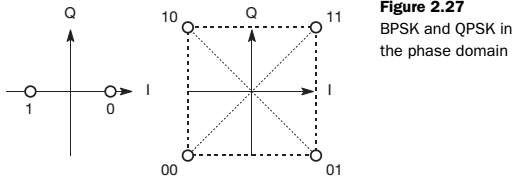 Figure 2.27
BPSK and QPSK in
the phase domain
Q
I
1
0
10
Q
11
I
00
01